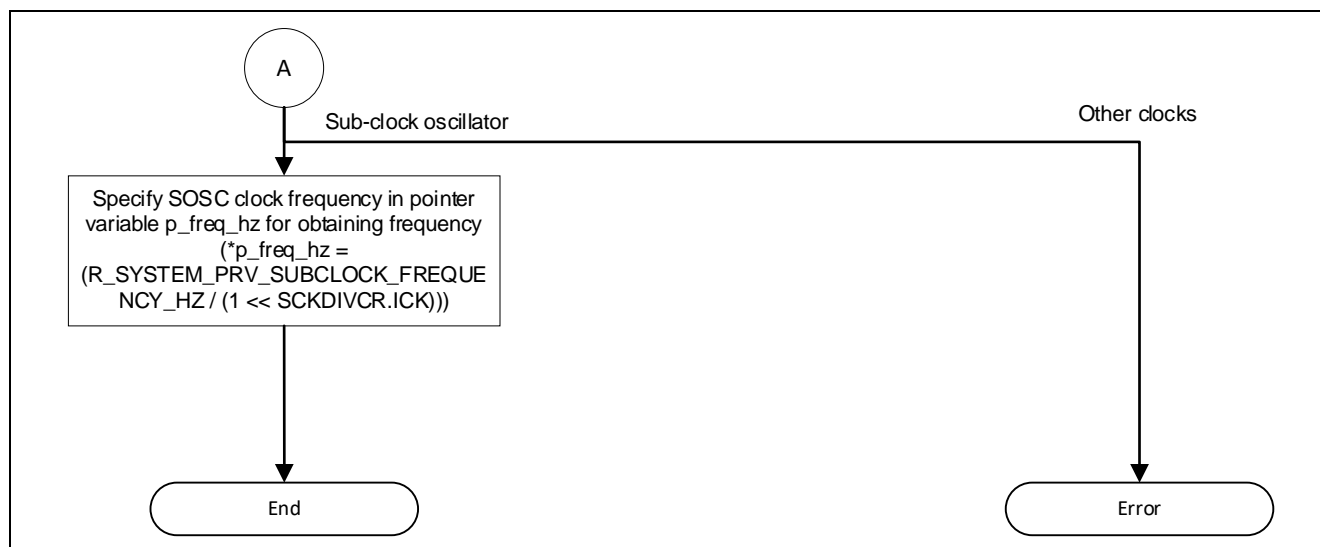 A
Sub-clock oscillator
Other clocks
Specify SOSC clock frequency in pointer
variable p_freq_hz for obtaining frequency
(*p_freq_hz =
(R_SYSTEM_PRV_SUBCLOCK_FREQUE
NCY_HZ / (1 << SCKDIVCR.ICK)))
End
Error